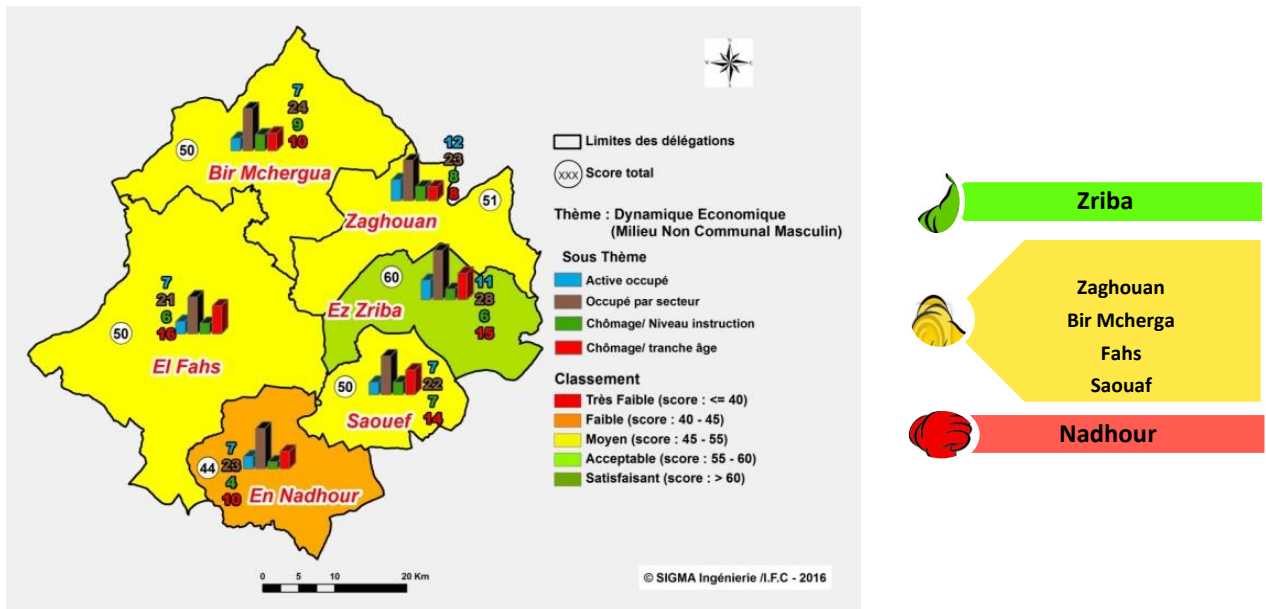 7
24
9
10
50
Bir Mchergua
12
23
8
8
51
Zaghouan
60
11
28
6
15
Ez Zriba
7
21
6
16
50
El Fahs
50
7
22
7
14
Saouef
7
23
4
10
44
En Nadhour
0 5 10 20 Km
N
Limites des délégations
XXX Score total
Thème : Dynamique Economique
(Milieu Non Communal Masculin)
Sous Thème
Active occupé
Occupé par secteur
Chômage/ Niveau instruction
Chômage/ tranche âge
Classement
Très Faible (score : <= 40)
Faible (score : 40 - 45)
Moyen (score : 45 - 55)
Acceptable (score : 55 - 60)
Satisfaisant (score : > 60)
© SIGMA Ingénierie /I.F.C - 2016
Zriba
Zaghouan
Bir Mcherga
Fahs
Saouaf
Nadhour